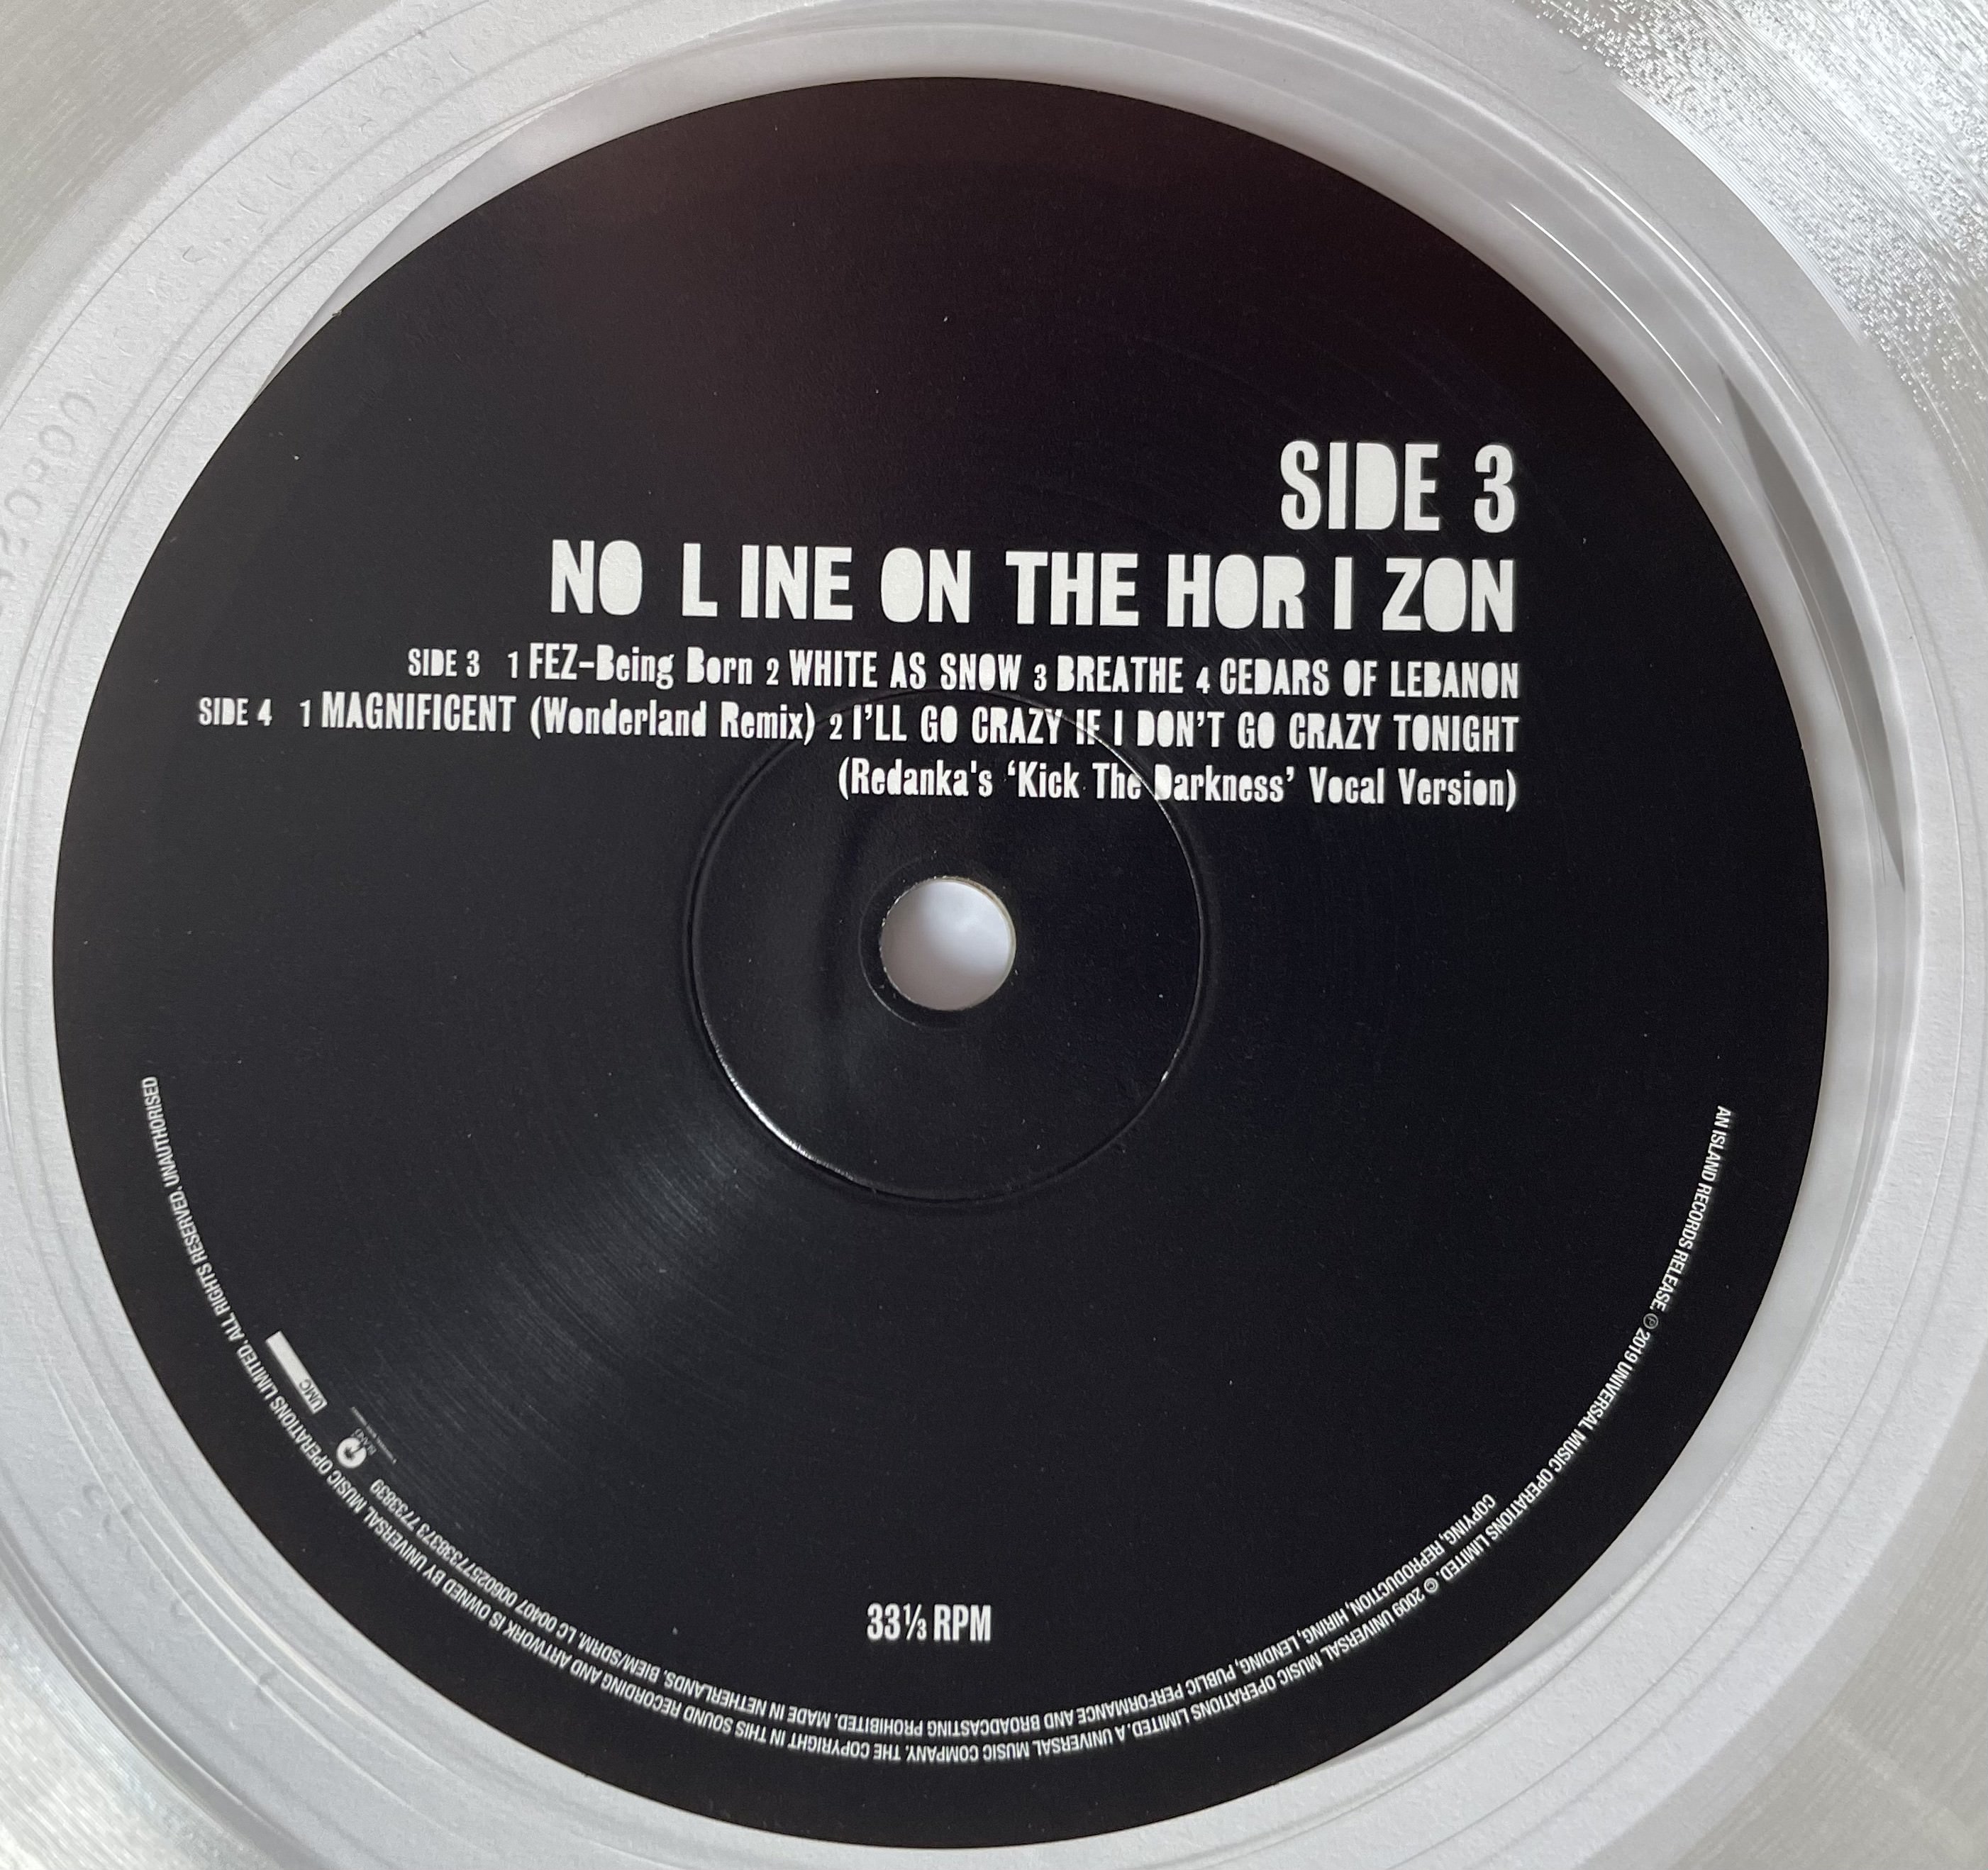 SIDE 3
NO LINE ON THE HORIZON
SIDE 3 1 FEZ-Being Born 2 WHITE AS SNOW 3 BREATHE 4 CEDARS OF LEBANON
SIDE 4 1 MAGNIFICENT (Wonderland Remix) 2 I'LL GO CRAZY IF I DON'T GO CRAZY TONIGHT
(Redanka's ‘Kick The Darkness’ Vocal Version)
33⅓ RPM
AN ISLAND RECORDS RELEASE. ℗ 2019 UNIVERSAL MUSIC OPERATIONS LIMITED. © 2009 UNIVERSAL MUSIC OPERATIONS LIMITED. A UNIVERSAL MUSIC COMPANY. THE COPYRIGHT IN THIS SOUND RECORDING AND ARTWORK IS OWNED BY UNIVERSAL MUSIC OPERATIONS LIMITED. ALL RIGHTS RESERVED. UNAUTHORISED
COPYING, REPRODUCTION, HIRING, LENDING, PUBLIC PERFORMANCE AND BROADCASTING PROHIBITED. MADE IN NETHERLANDS. BIEM/SDRM. LC 00407 00602577338373 7733839
ISLAND
UMC